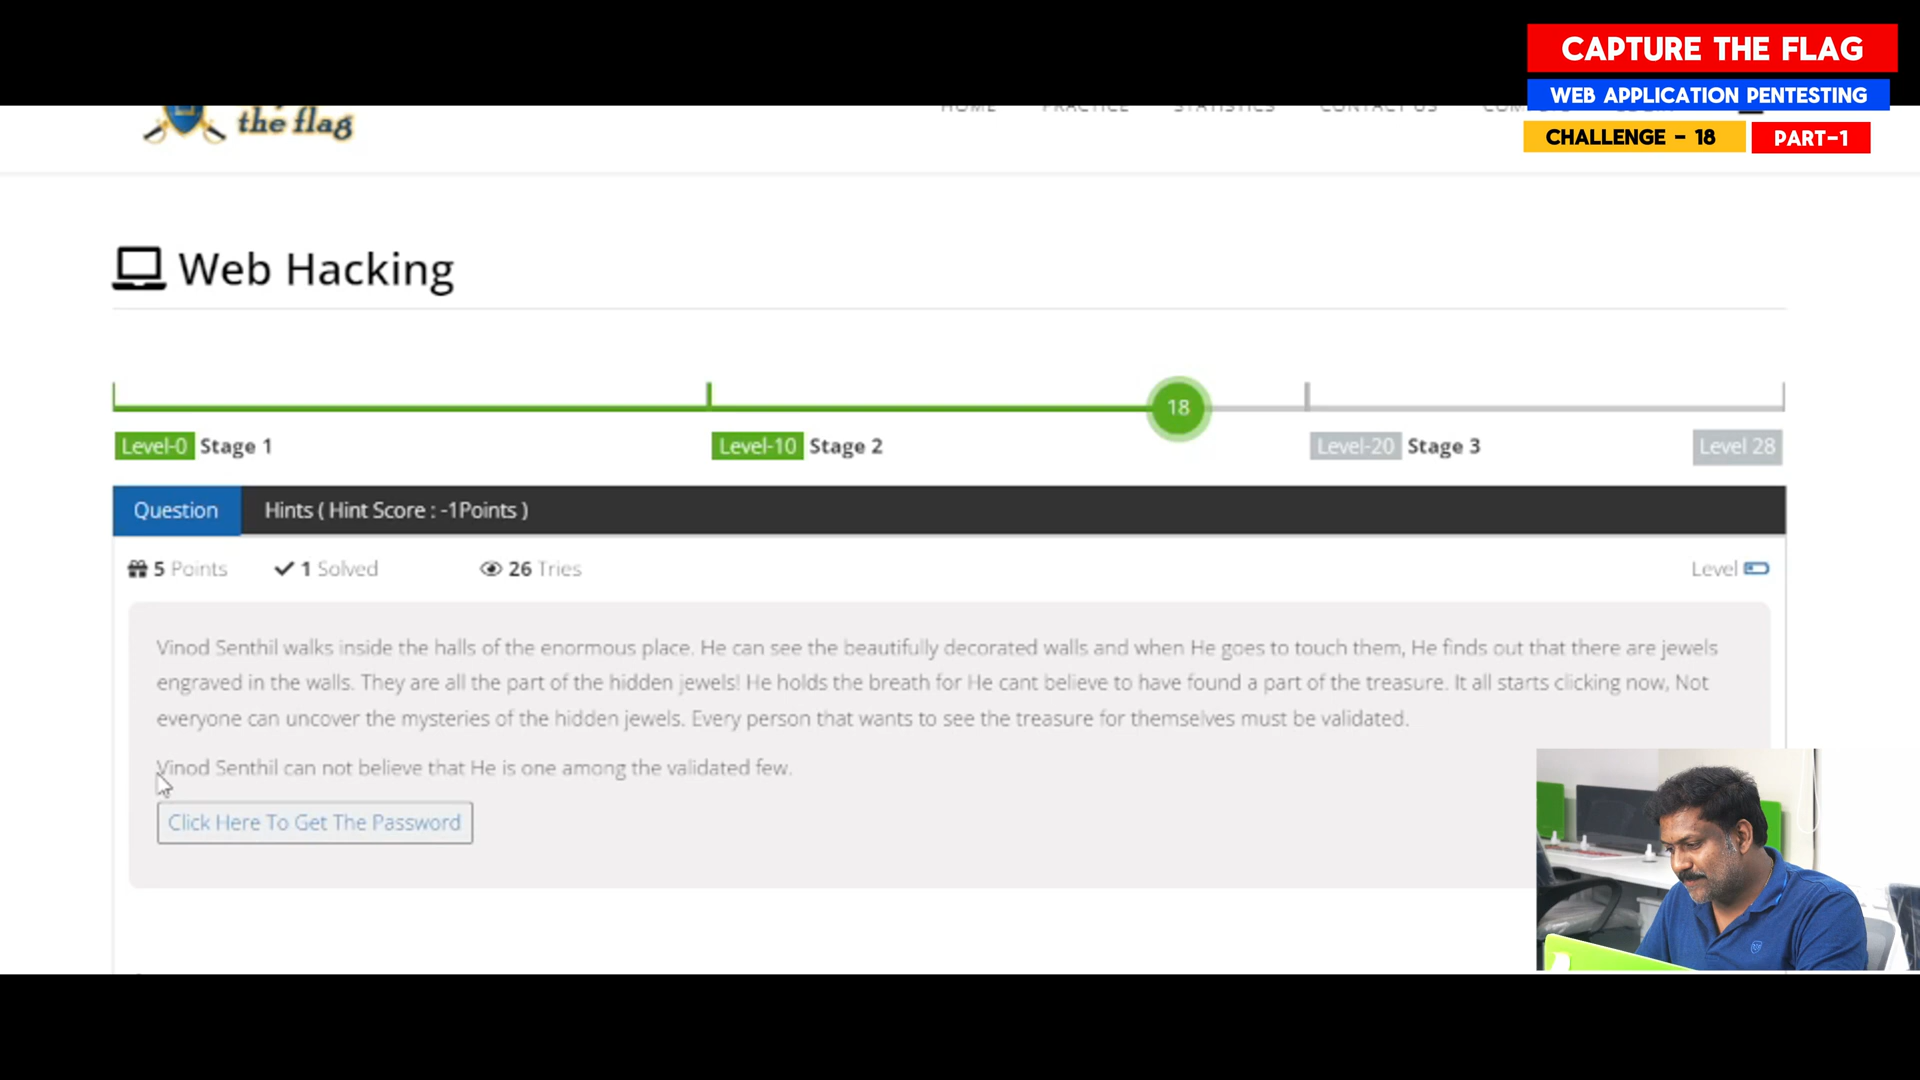 CAPTURE THE FLAG
WEB APPLICATION PENTESTING
CHALLENGE - 18
PART-1
the flag
HOME PRACTICE STATISTICS CONTACT US
Web Hacking
18
Level-0 Stage 1
Level-10 Stage 2
Level-20 Stage 3
Level 28
Question
Hints ( Hint Score : -1Points )
5 Points
1 Solved
26 Tries
Level
Vinod Senthil walks inside the halls of the enormous place. He can see the beautifully decorated walls and when He goes to touch them, He finds out that there are jewels
engraved in the walls. They are all the part of the hidden jewels! He holds the breath for He cant believe to have found a part of the treasure. It all starts clicking now, Not
everyone can uncover the mysteries of the hidden jewels. Every person that wants to see the treasure for themselves must be validated.
Vinod Senthil can not believe that He is one among the validated few.
Click Here To Get The Password